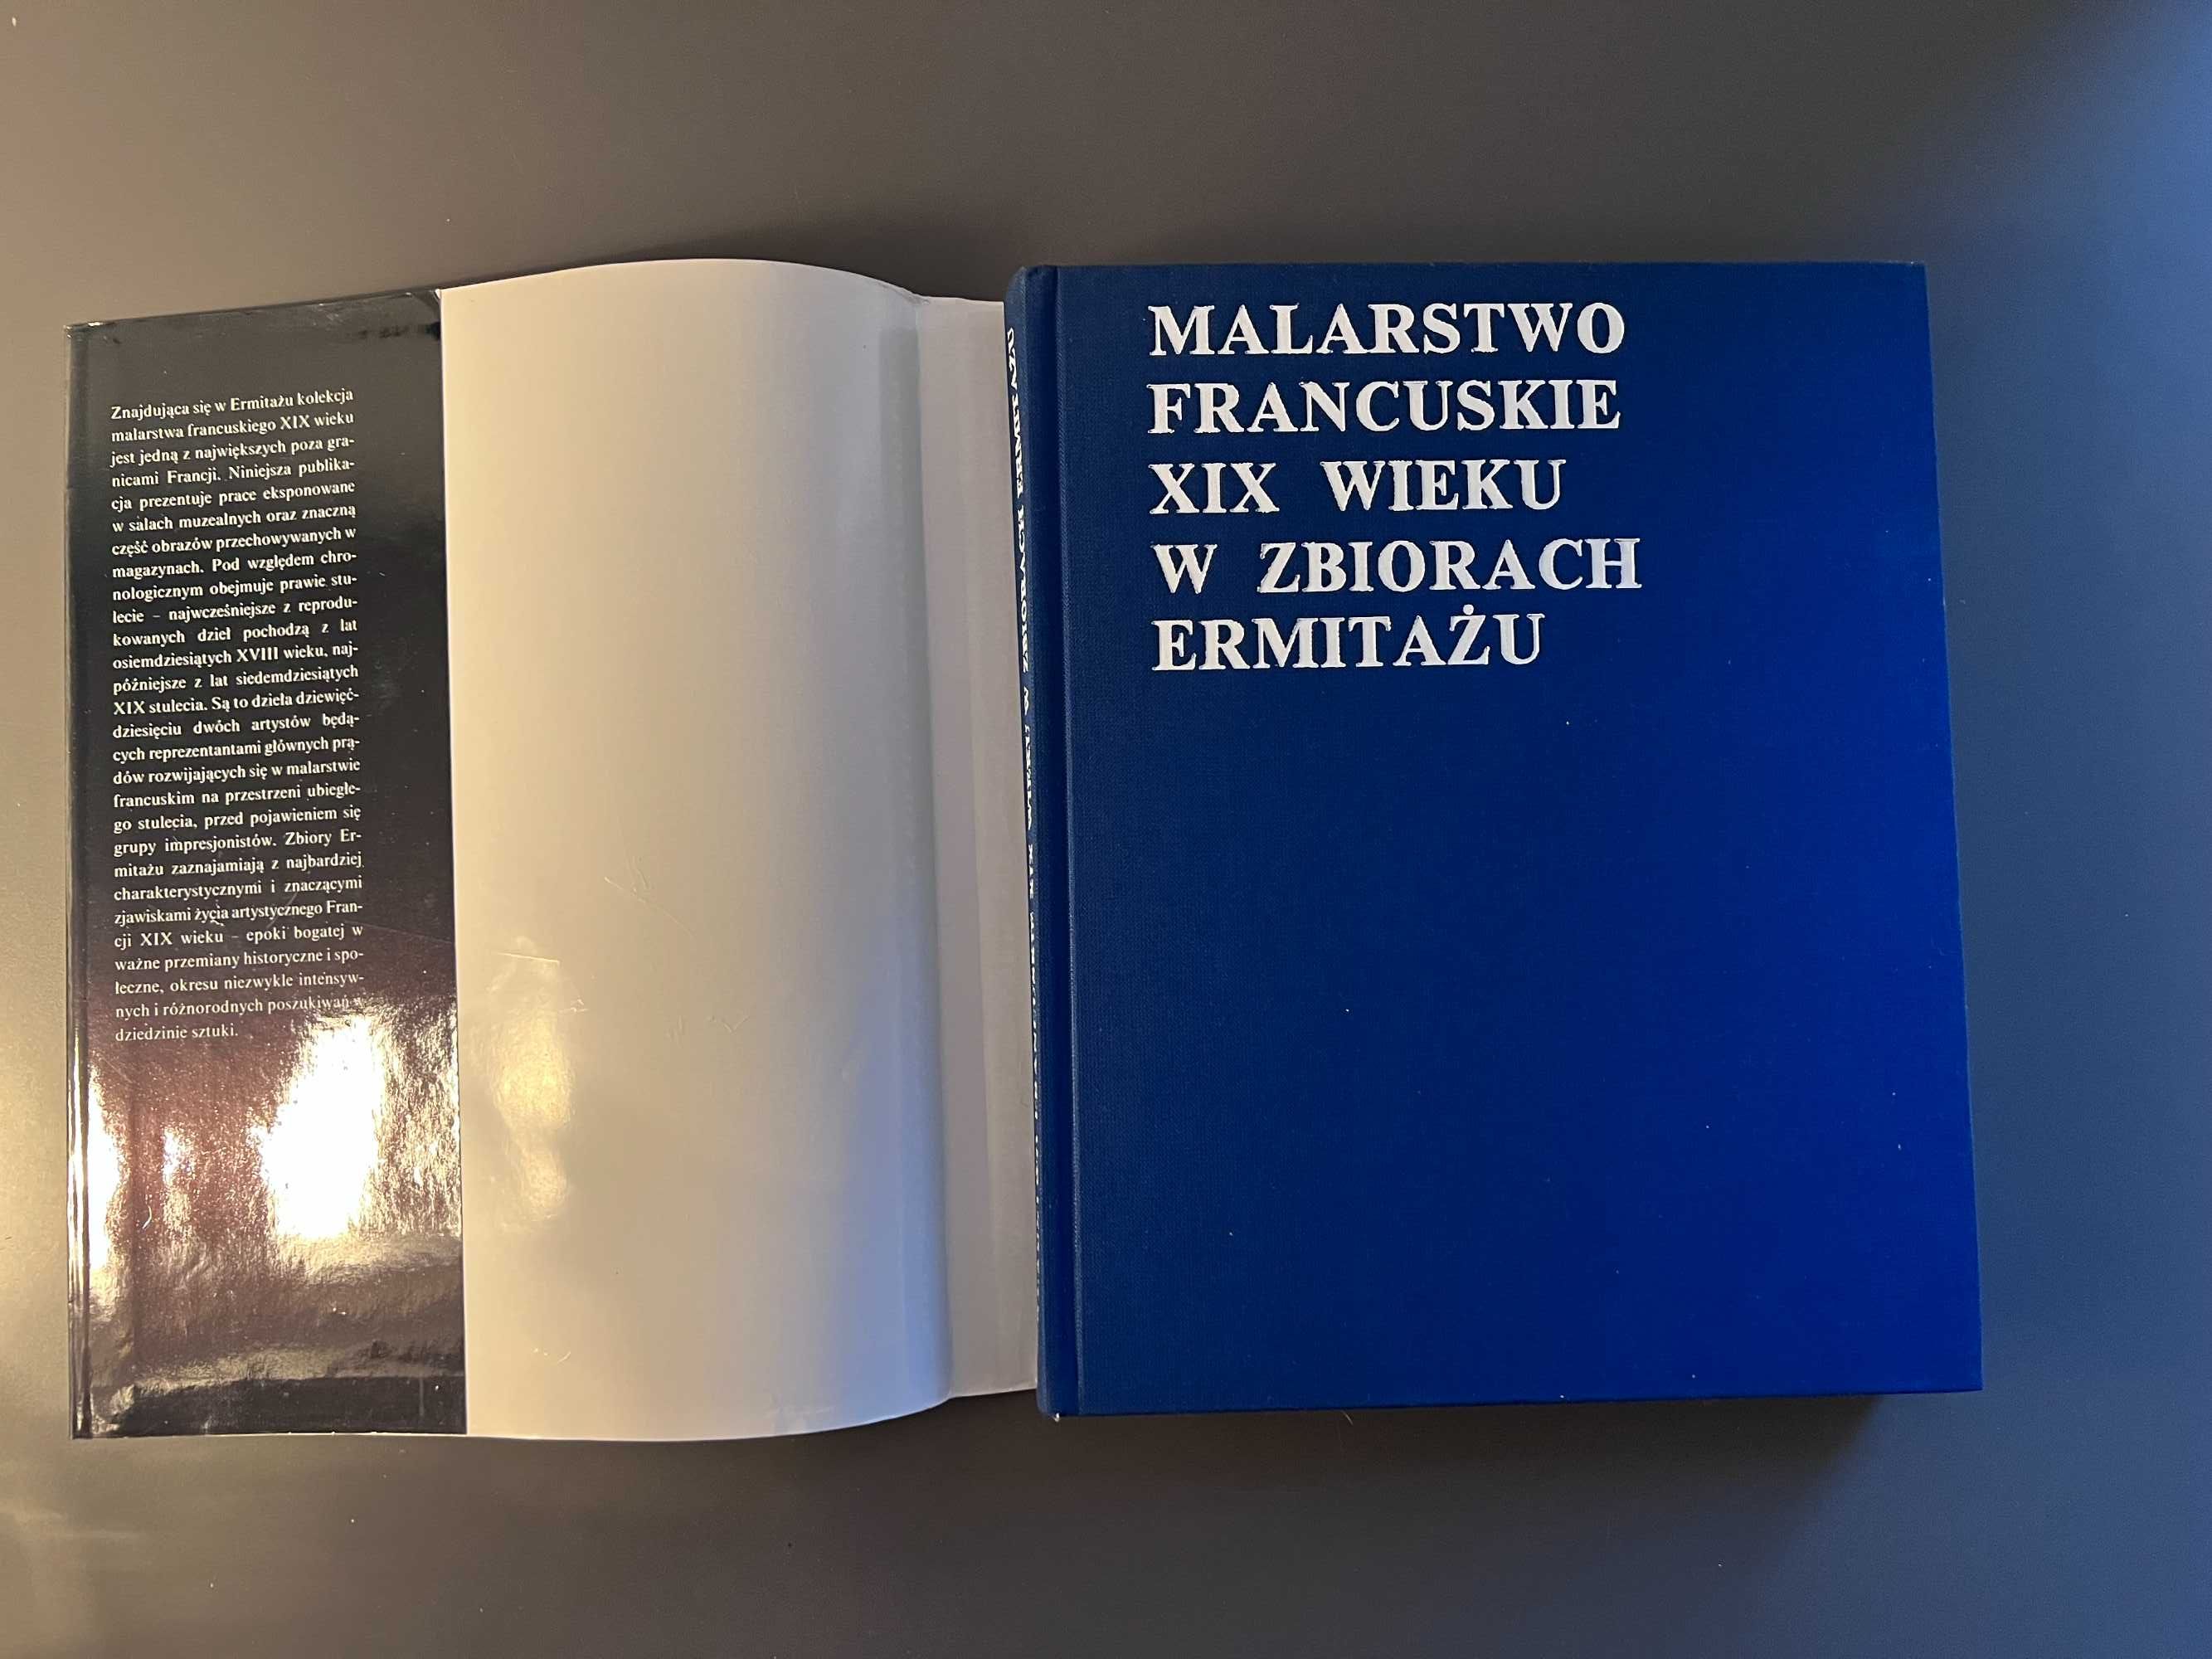 Znajdująca się w Ermitażu kolekcja
malarstwa francuskiego XIX wieku
jest jedną z największych poza gra-
nicami Francji. Niniejsza publika-
cja prezentuje prace eksponowane
w salach muzealnych oraz znaczną
część obrazów przechowywanych w
magazynach. Pod względem chro-
nologicznym obejmuje prawie stu-
lecie – najwcześniejsze z reprodu-
kowanych dzieł pochodzą z lat
osiemdziesiątych XVIII wieku, naj-
późniejsze z lat siedemdziesiątych
XIX stulecia. Są to dzieła dziewięć-
dziesięciu dwóch artystów będą-
cych reprezentantami głównych prą-
dów rozwijających się w malarstwie
francuskim na przestrzeni ubiegłe-
go stulecia, przed pojawieniem się
grupy impresjonistów. Zbiory Er-
mitażu zaznajamiają z najbardziej
charakterystycznymi i znaczącymi
zjawiskami życia artystycznego Fran-
cji XIX wieku – epoki bogatej w
ważne przemiany historyczne i spo-
łeczne, okresu niezwykle intensyw-
nych i różnorodnych poszukiwań w
dziedzinie sztuki.
MALARSTWO
FRANCUSKIE
XIX WIEKU
W ZBIORACH
ERMITAŻU